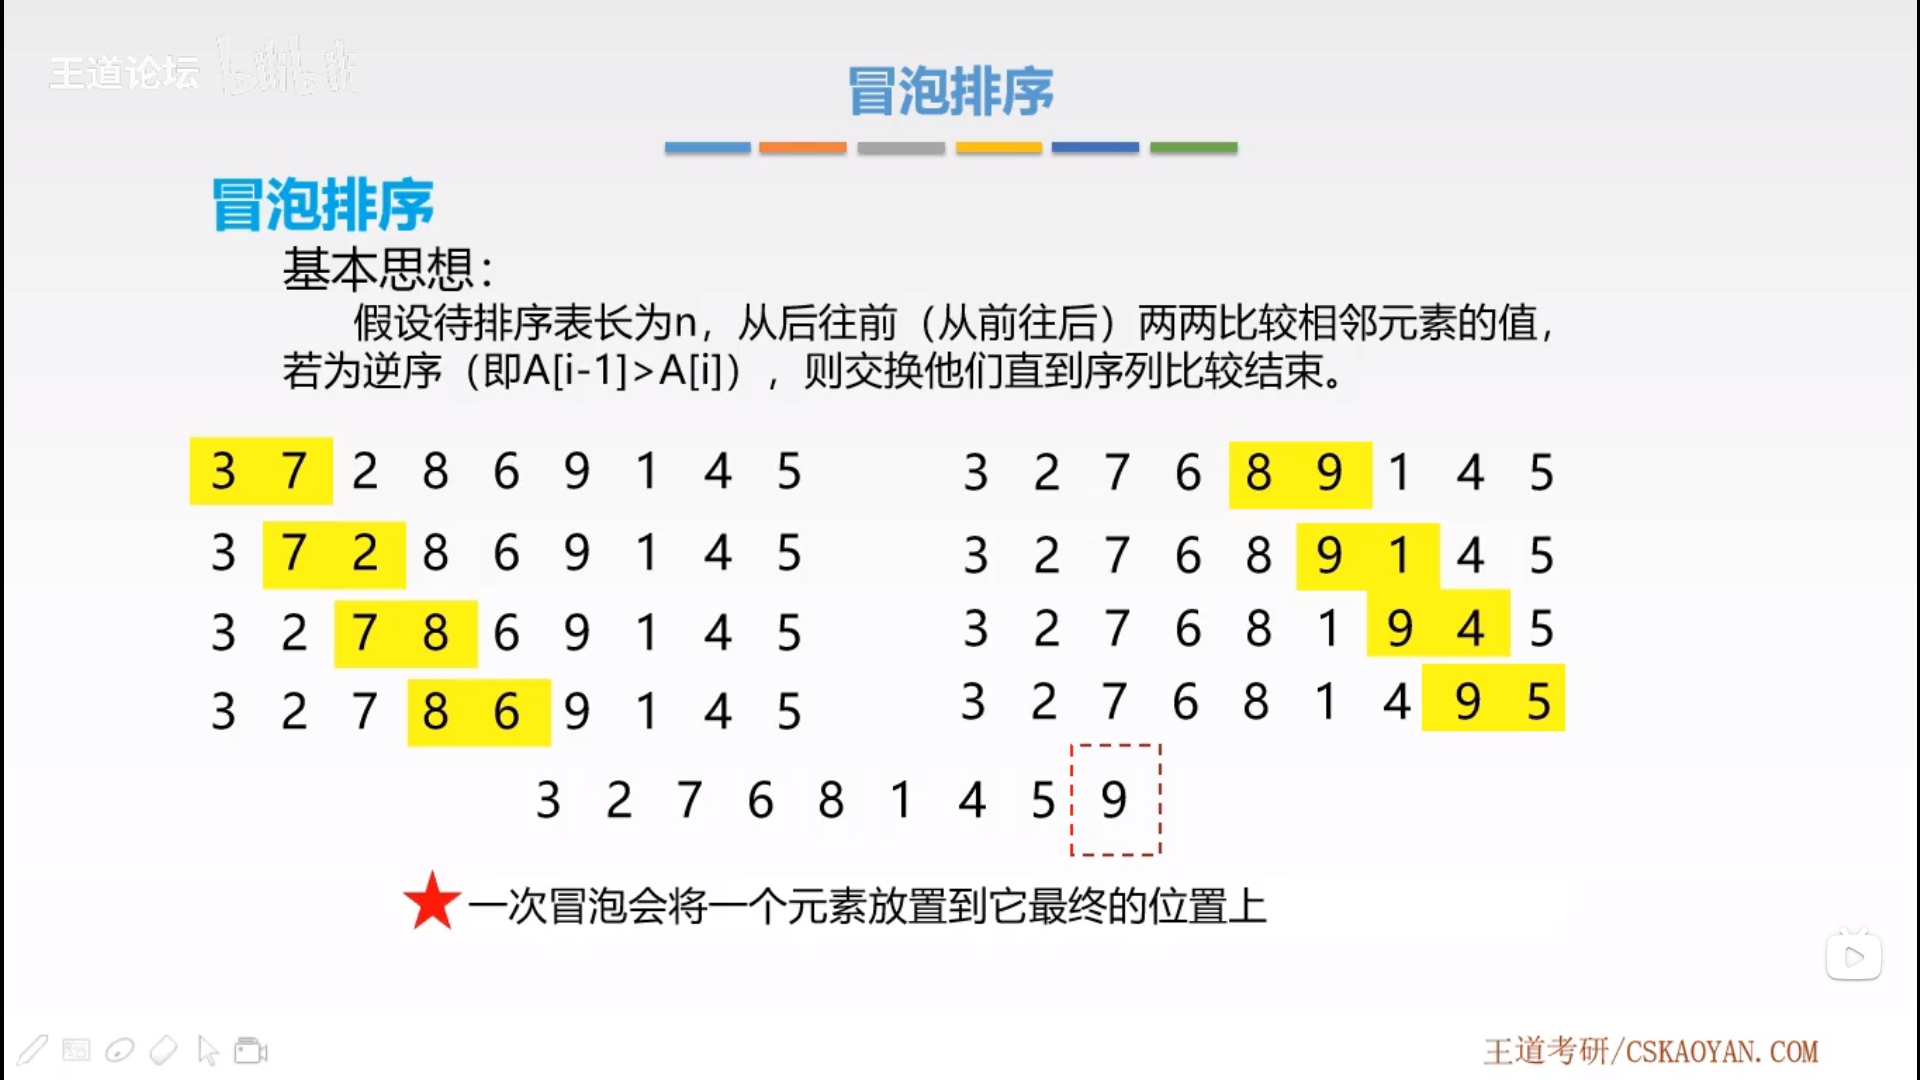 王道论坛 bilibili
冒泡排序
冒泡排序
基本思想：
假设待排序表长为n，从后往前（从前往后）两两比较相邻元素的值，
若为逆序（即A[i-1]>A[i]），则交换他们直到序列比较结束。
3 7 2 8 6 9 1 4 5
3 7 2 8 6 9 1 4 5
3 2 7 8 6 9 1 4 5
3 2 7 8 6 9 1 4 5
3 2 7 6 8 9 1 4 5
3 2 7 6 8 9 1 4 5
3 2 7 6 8 1 9 4 5
3 2 7 6 8 1 4 9 5
3 2 7 6 8 1 4 5 9
一次冒泡会将一个元素放置到它最终的位置上
王道考研/CSKAOYAN.COM